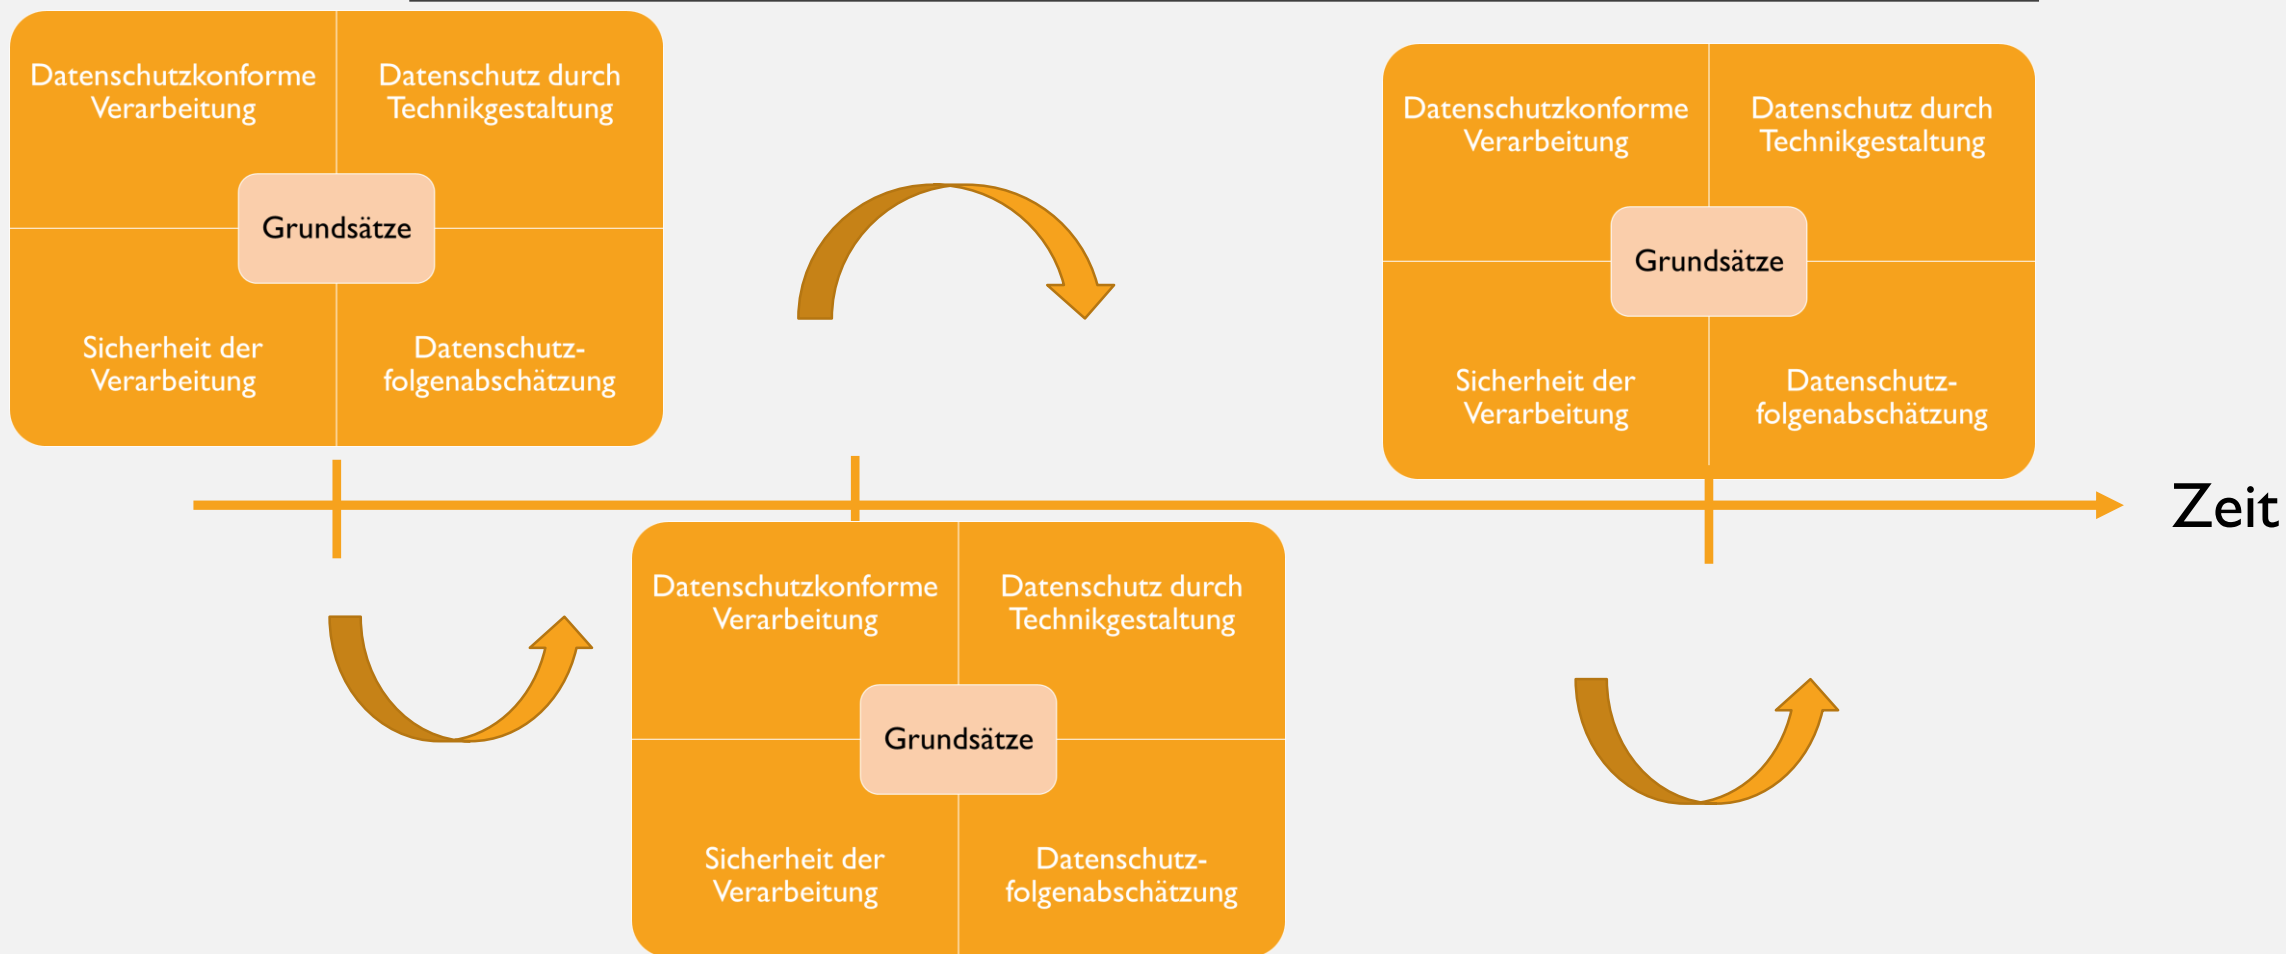 Datenschutzkonforme
Verarbeitung
Datenschutz durch
Technikgestaltung
Grundsätze
Sicherheit der
Verarbeitung
Datenschutz-
folgenabschätzung
Datenschutzkonforme
Verarbeitung
Datenschutz durch
Technikgestaltung
Grundsätze
Sicherheit der
Verarbeitung
Datenschutz-
folgenabschätzung
Datenschutzkonforme
Verarbeitung
Datenschutz durch
Technikgestaltung
Grundsätze
Sicherheit der
Verarbeitung
Datenschutz-
folgenabschätzung
Zeit